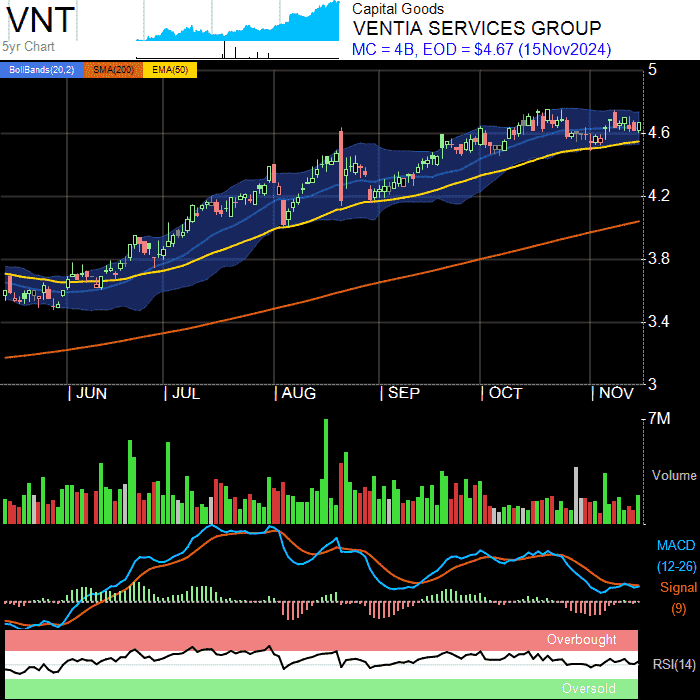 VNT
5yr Chart
Capital Goods
VENTIA SERVICES GROUP
MC = 4B, EOD = $4.67 (15Nov2024)
BollBands(20,2) SMA(200) EMA(50)
5
4.6
4.2
3.8
3.4
3
JUN JUL AUG SEP OCT NOV
7M
Volume
MACD
(12-26)
Signal
(9)
Overbought
RSI(14)
Oversold